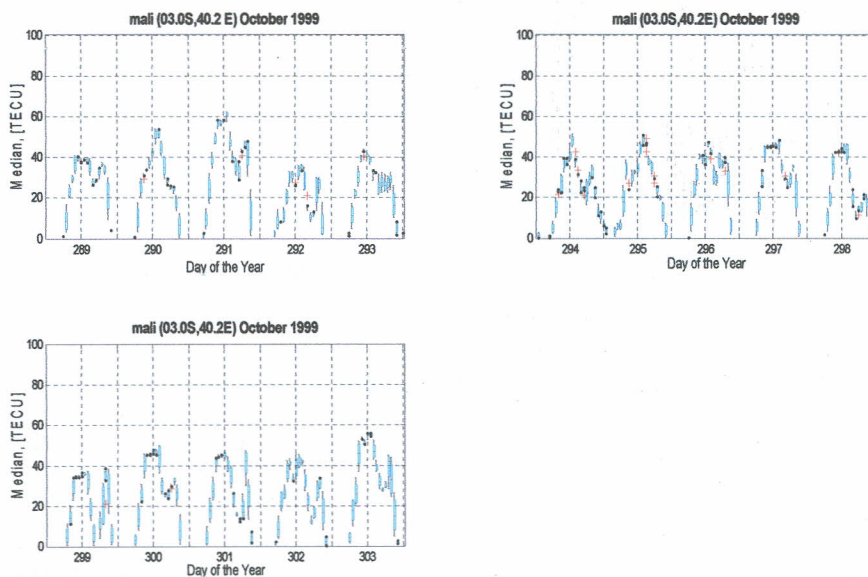 mali (03.0S,40.2 E) October 1999
100
80
60
40
20
0
Median, [TECU]
289 290 291 292 293
Day of the Year
mali (03.0S,40.2E) October 1999
100
80
60
40
20
0
Median, [TECU]
294 295 296 297 298
Day of the Year
mali (03.0S,40.2E) October 1999
100
80
60
40
20
0
Median, [TECU]
299 300 301 302 303
Day of the Year